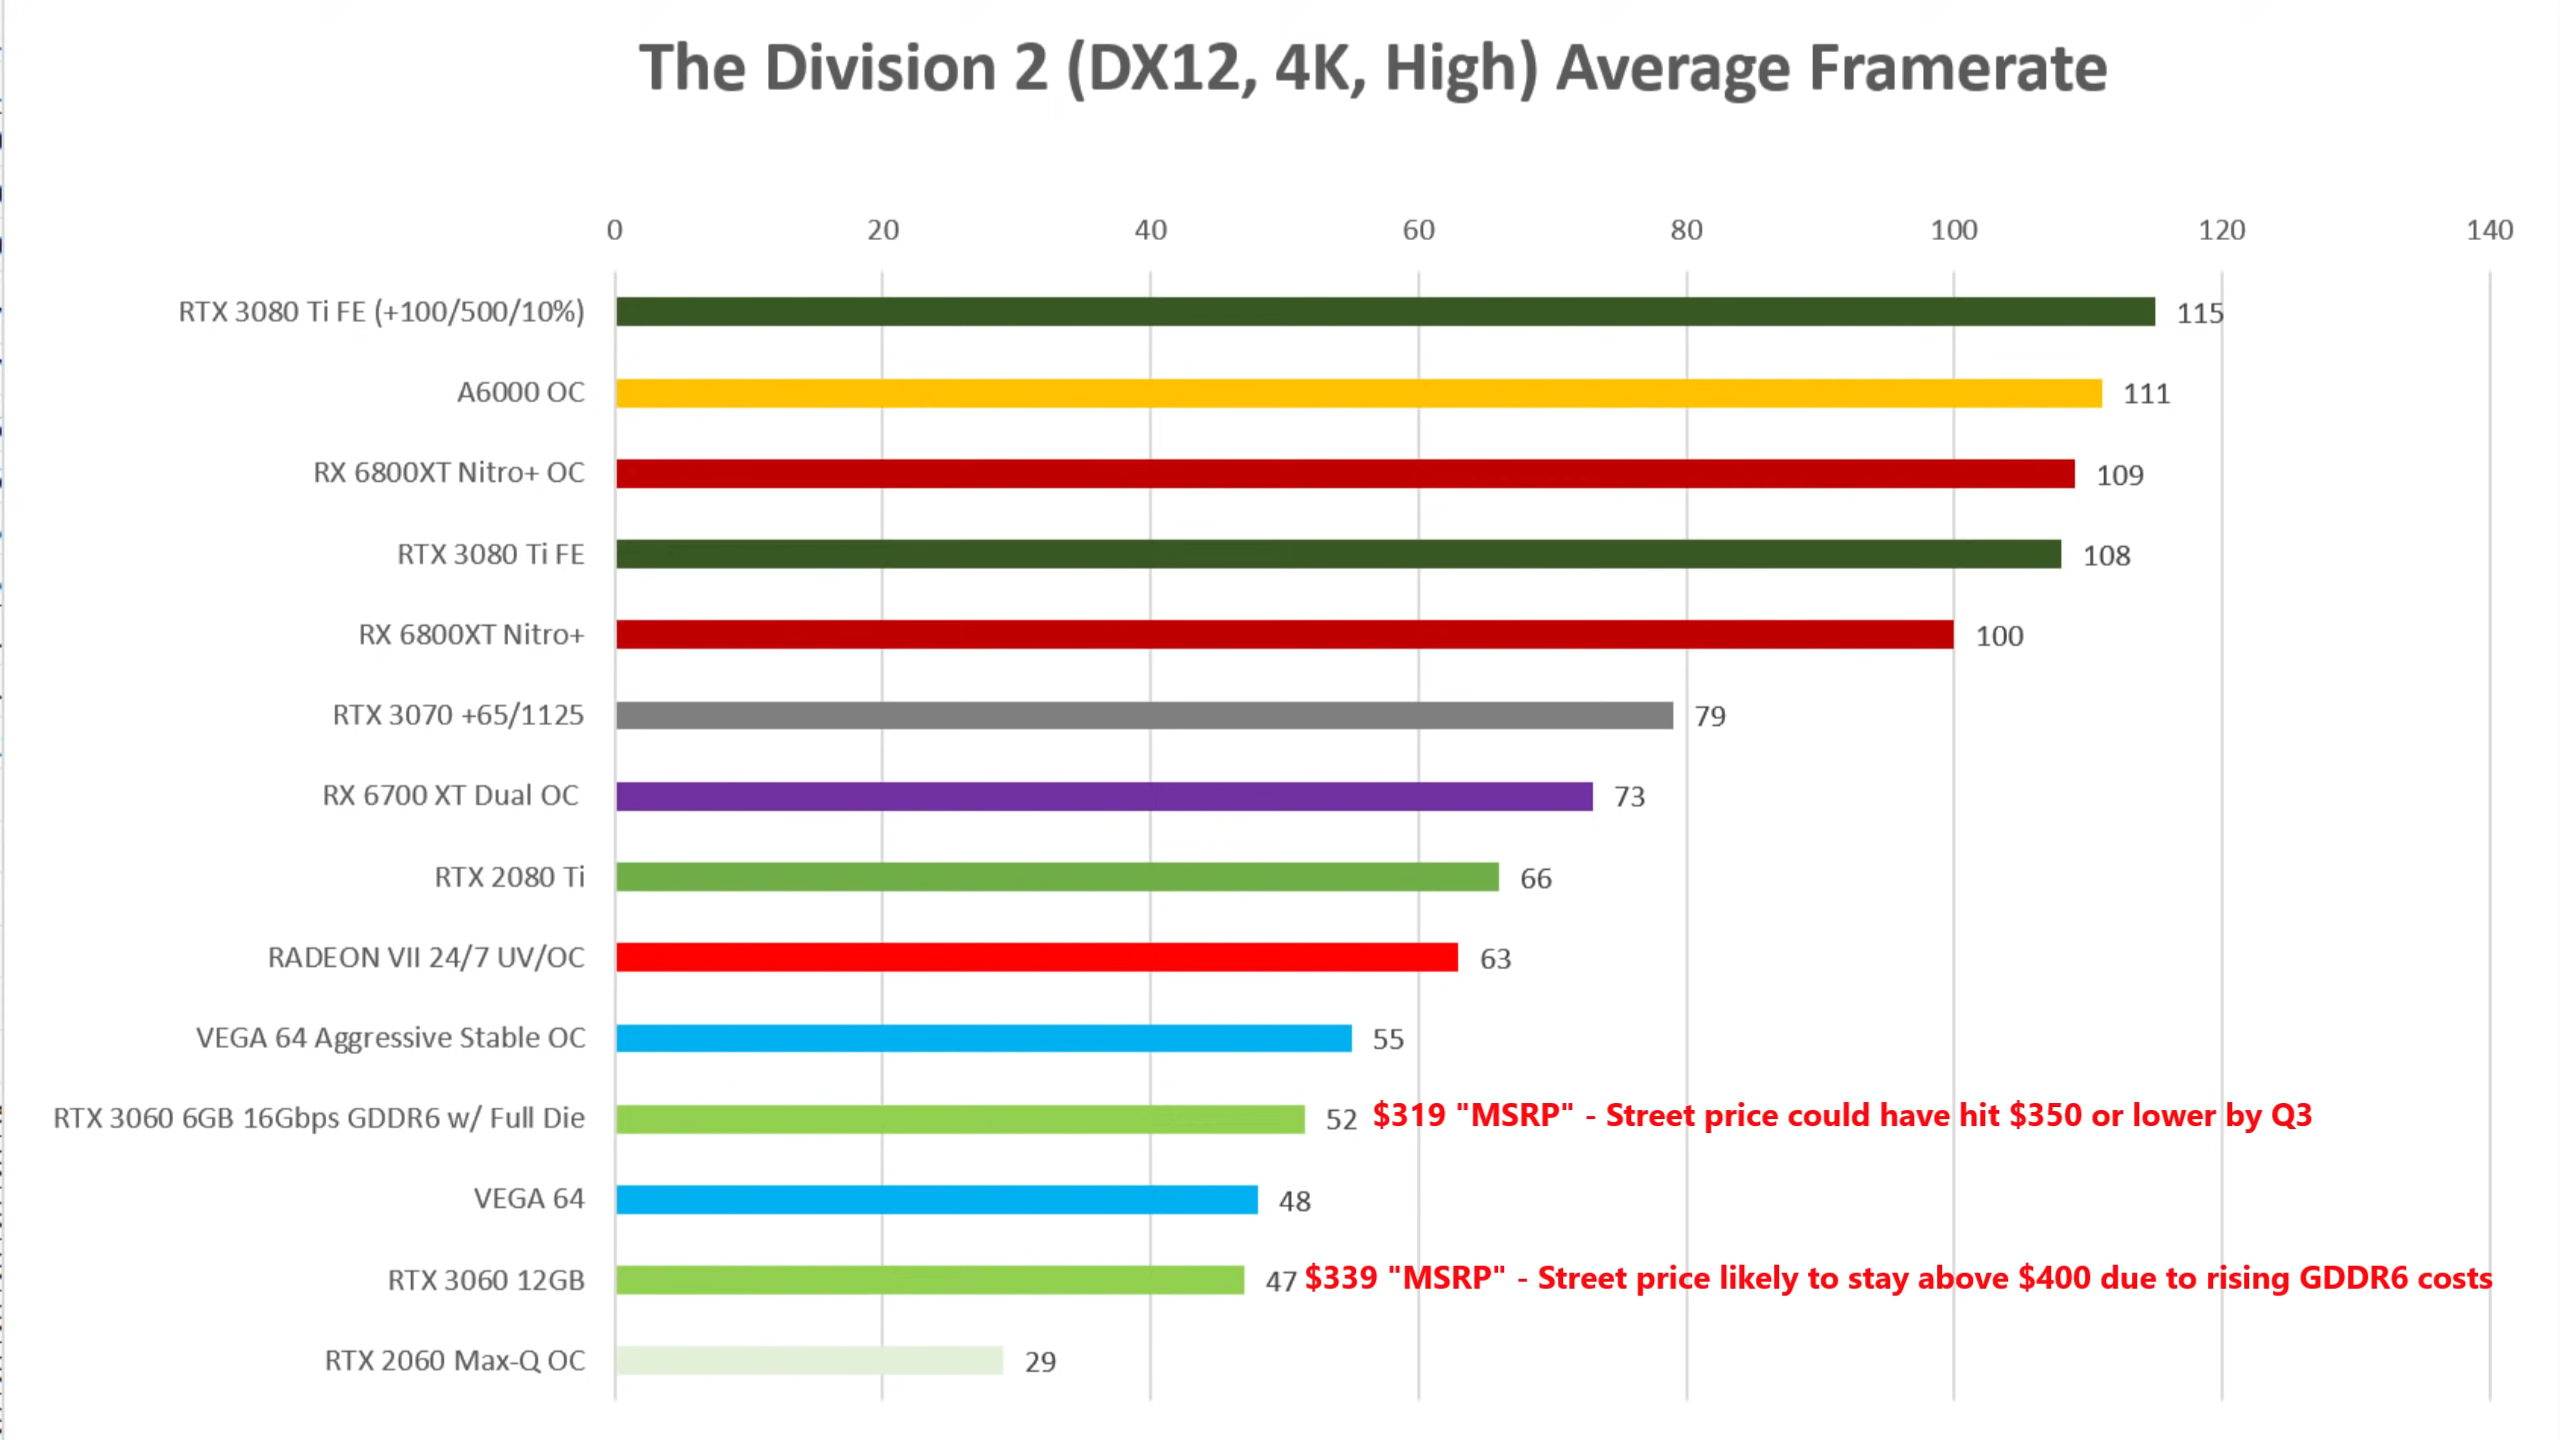 The Division 2 (DX12, 4K, High) Average Framerate
0 20 40 60 80 100 120 140
RTX 3080 Ti FE (+100/500/10%) 115
A6000 OC 111
RX 6800XT Nitro+ OC 109
RTX 3080 Ti FE 108
RX 6800XT Nitro+ 100
RTX 3070 +65/1125 79
RX 6700 XT Dual OC 73
RTX 2080 Ti 66
RADEON VII 24/7 UV/OC 63
VEGA 64 Aggressive Stable OC 55
RTX 3060 6GB 16Gbps GDDR6 w/ Full Die 52 $319 "MSRP" - Street price could have hit $350 or lower by Q3
VEGA 64 48
RTX 3060 12GB 47 $339 "MSRP" - Street price likely to stay above $400 due to rising GDDR6 costs
RTX 2060 Max-Q OC 29